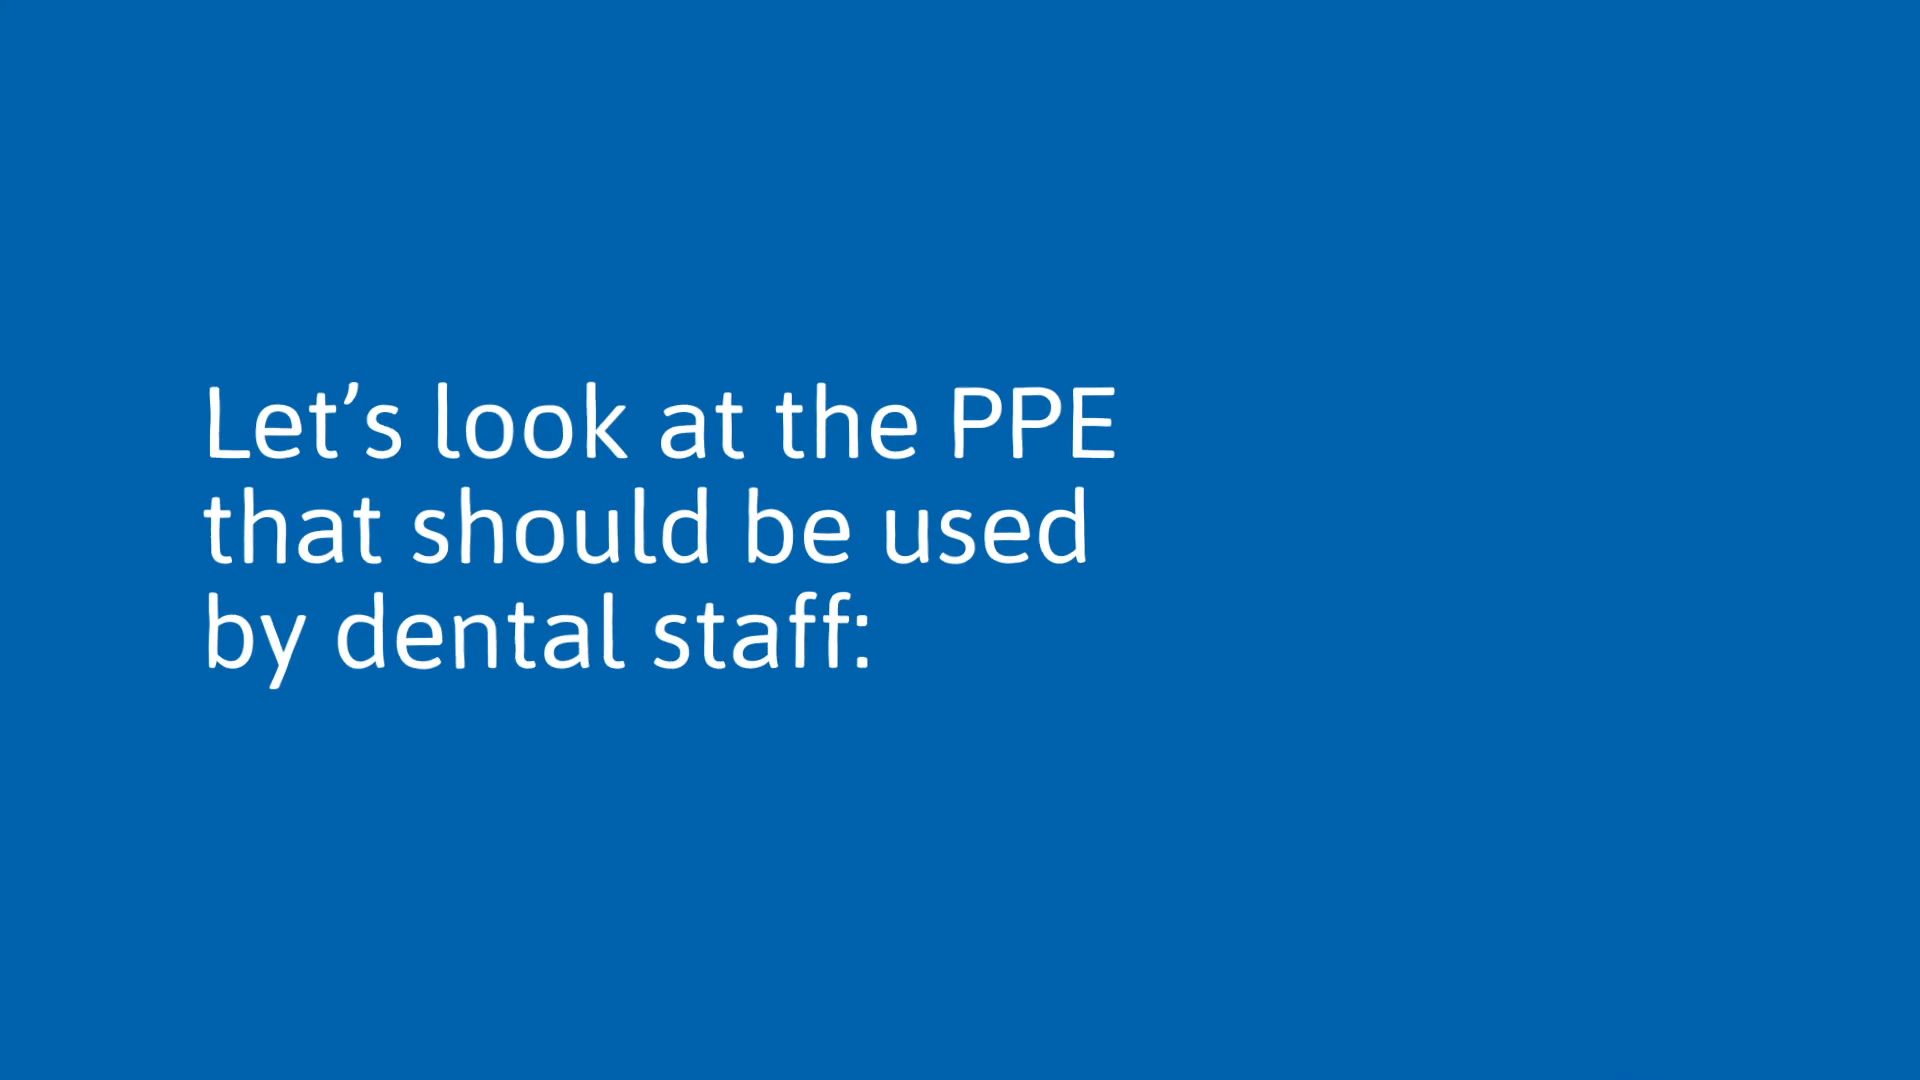 Let’s look at the PPE
that should be used
by dental staff: